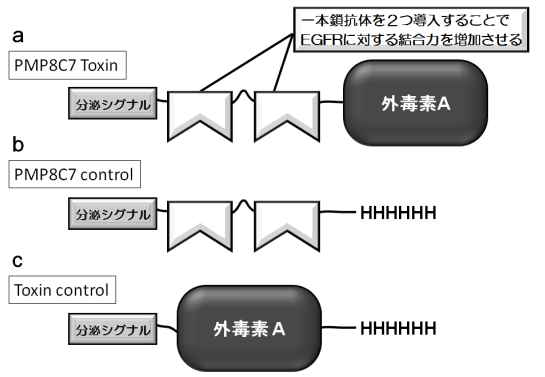 一本鎖抗体を２つ導入することで
EGFRに対する結合力を増加させる
a
PMP8C7 Toxin
分泌シグナル
外毒素A
b
PMP8C7 control
分泌シグナル
HHHHHH
c
Toxin control
分泌シグナル
外毒素A
HHHHHH